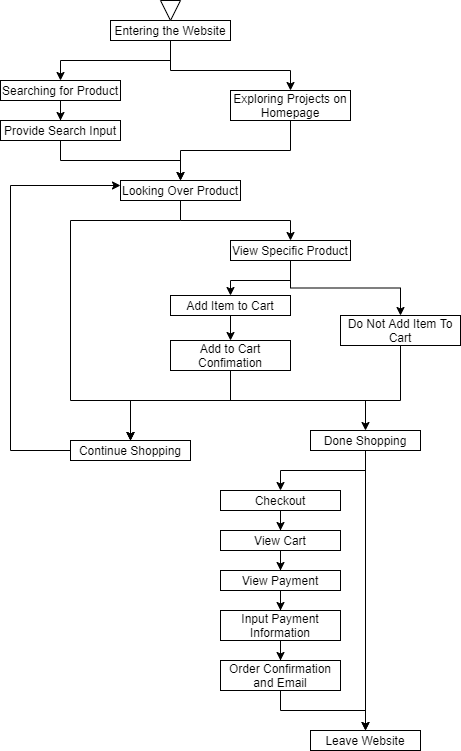 Entering the Website
Searching for Product
Exploring Projects on
Homepage
Provide Search Input
Looking Over Product
View Specific Product
Add Item to Cart
Do Not Add Item To
Cart
Add to Cart
Confimation
Continue Shopping
Done Shopping
Checkout
View Cart
View Payment
Input Payment
Information
Order Confirmation
and Email
Leave Website